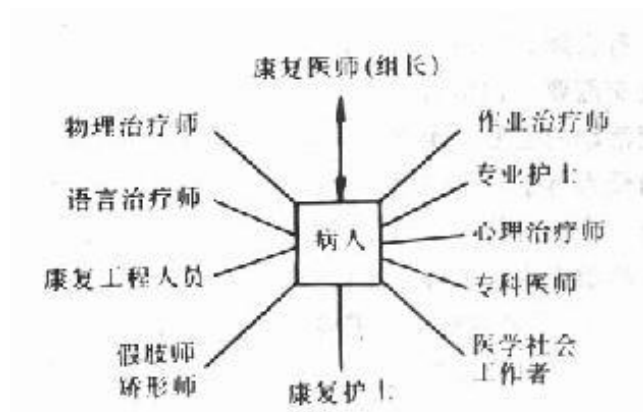 康复医师(组长)
物理治疗师
作业治疗师
专业护士
语言治疗师
病人
心理治疗师
康复工程人员
专科医师
假肢师
矫形师
医学社会
工作者
康复护士